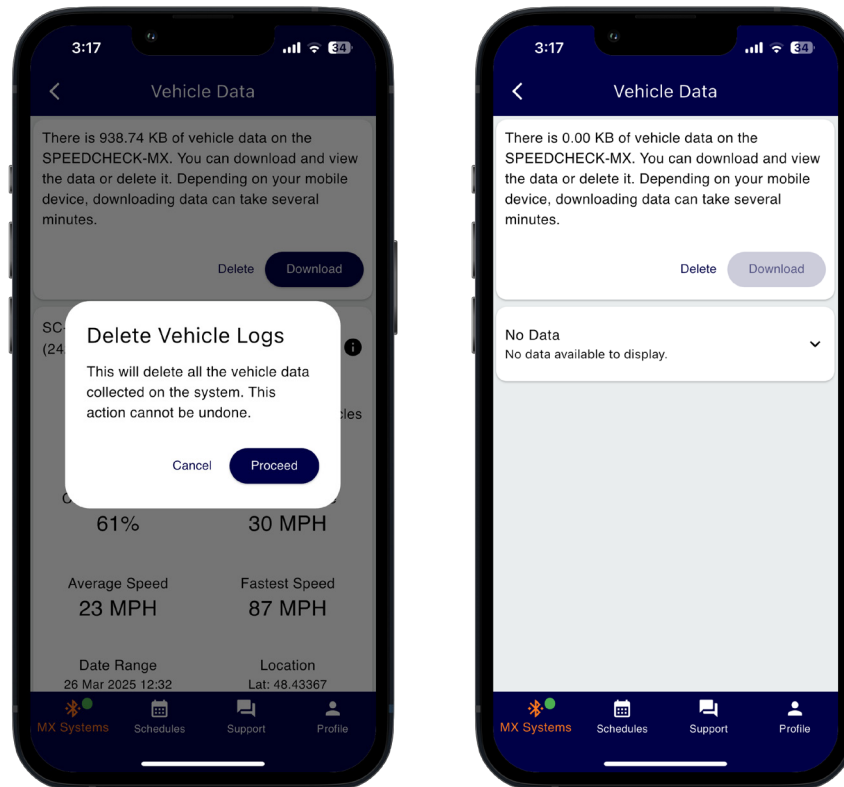 3:17
34
Vehicle Data
There is 938.74 KB of vehicle data on the
SPEEDCHECK-MX. You can download and view
the data or delete it. Depending on your mobile
device, downloading data can take several
minutes.
Delete Download
SC-
(24
Delete Vehicle Logs
This will delete all the vehicle data
collected on the system. This
action cannot be undone.
Cancel Proceed
61% 30 MPH
Average Speed Fastest Speed
23 MPH 87 MPH
Date Range Location
26 Mar 2025 12:32 Lat: 48.43367
MX Systems Schedules Support Profile
3:17
34
Vehicle Data
There is 0.00 KB of vehicle data on the
SPEEDCHECK-MX. You can download and view
the data or delete it. Depending on your mobile
device, downloading data can take several
minutes.
Delete Download
No Data
No data available to display.
MX Systems Schedules Support Profile